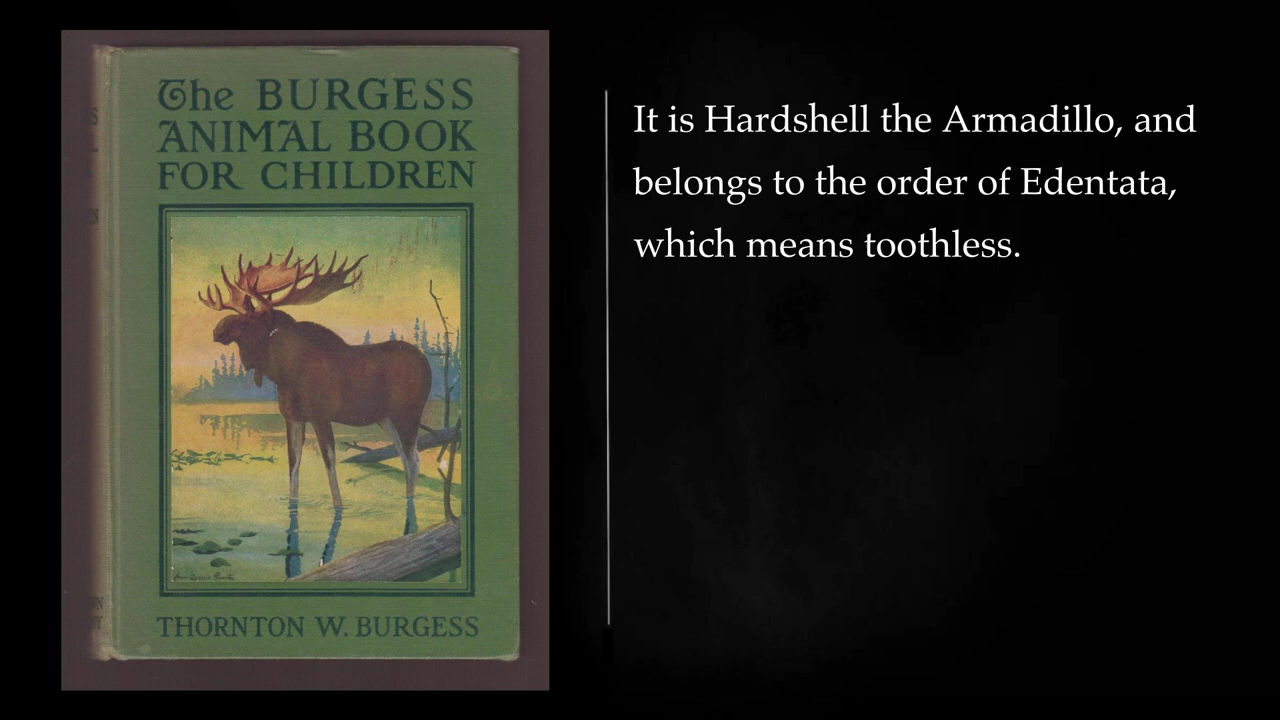 The BURGESS
ANIMAL BOOK
FOR CHILDREN
THORNTON W. BURGESS
It is Hardshell the Armadillo, and
belongs to the order of Edentata,
which means toothless.